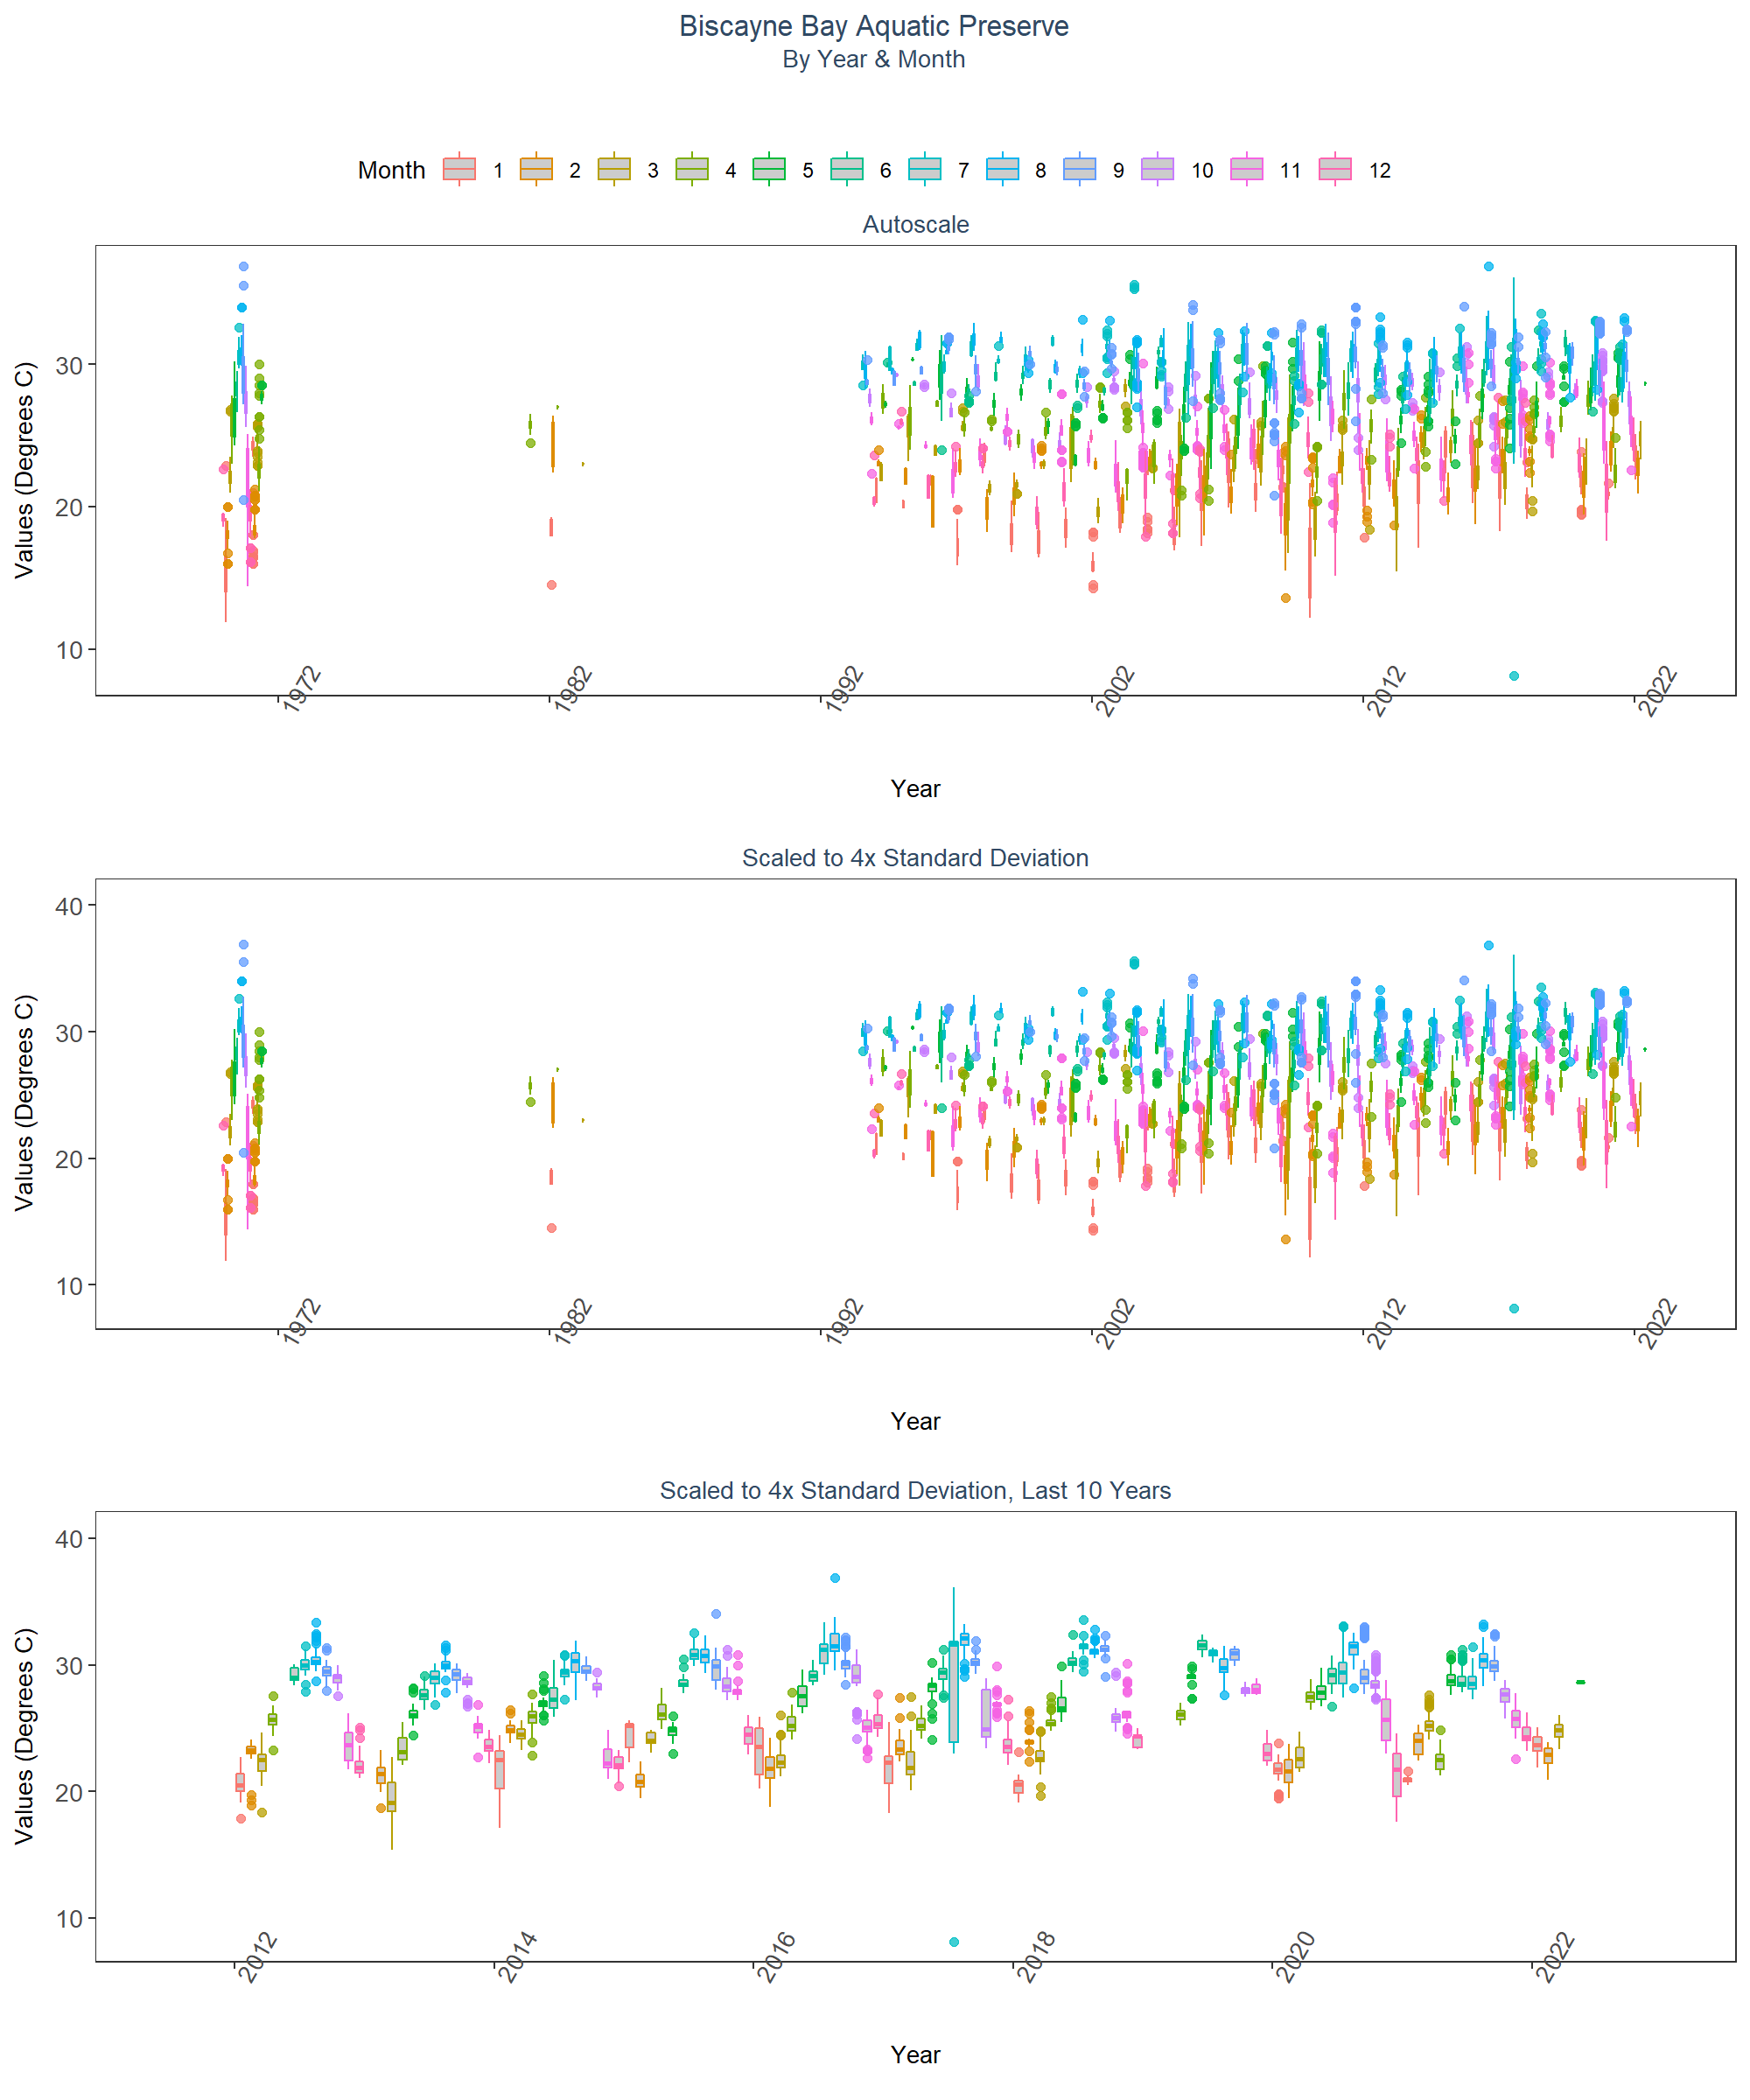 Biscayne Bay Aquatic Preserve
By Year & Month
Month 1 2 3 4 5 6 7 8 9 10 11 12
Autoscale
Values (Degrees C)
30
20
10
1972 1982 1992 2002 2012 2022
Year
Scaled to 4x Standard Deviation
Values (Degrees C)
40
30
20
10
1972 1982 1992 2002 2012 2022
Year
Scaled to 4x Standard Deviation, Last 10 Years
Values (Degrees C)
40
30
20
10
2012 2014 2016 2018 2020 2022
Year